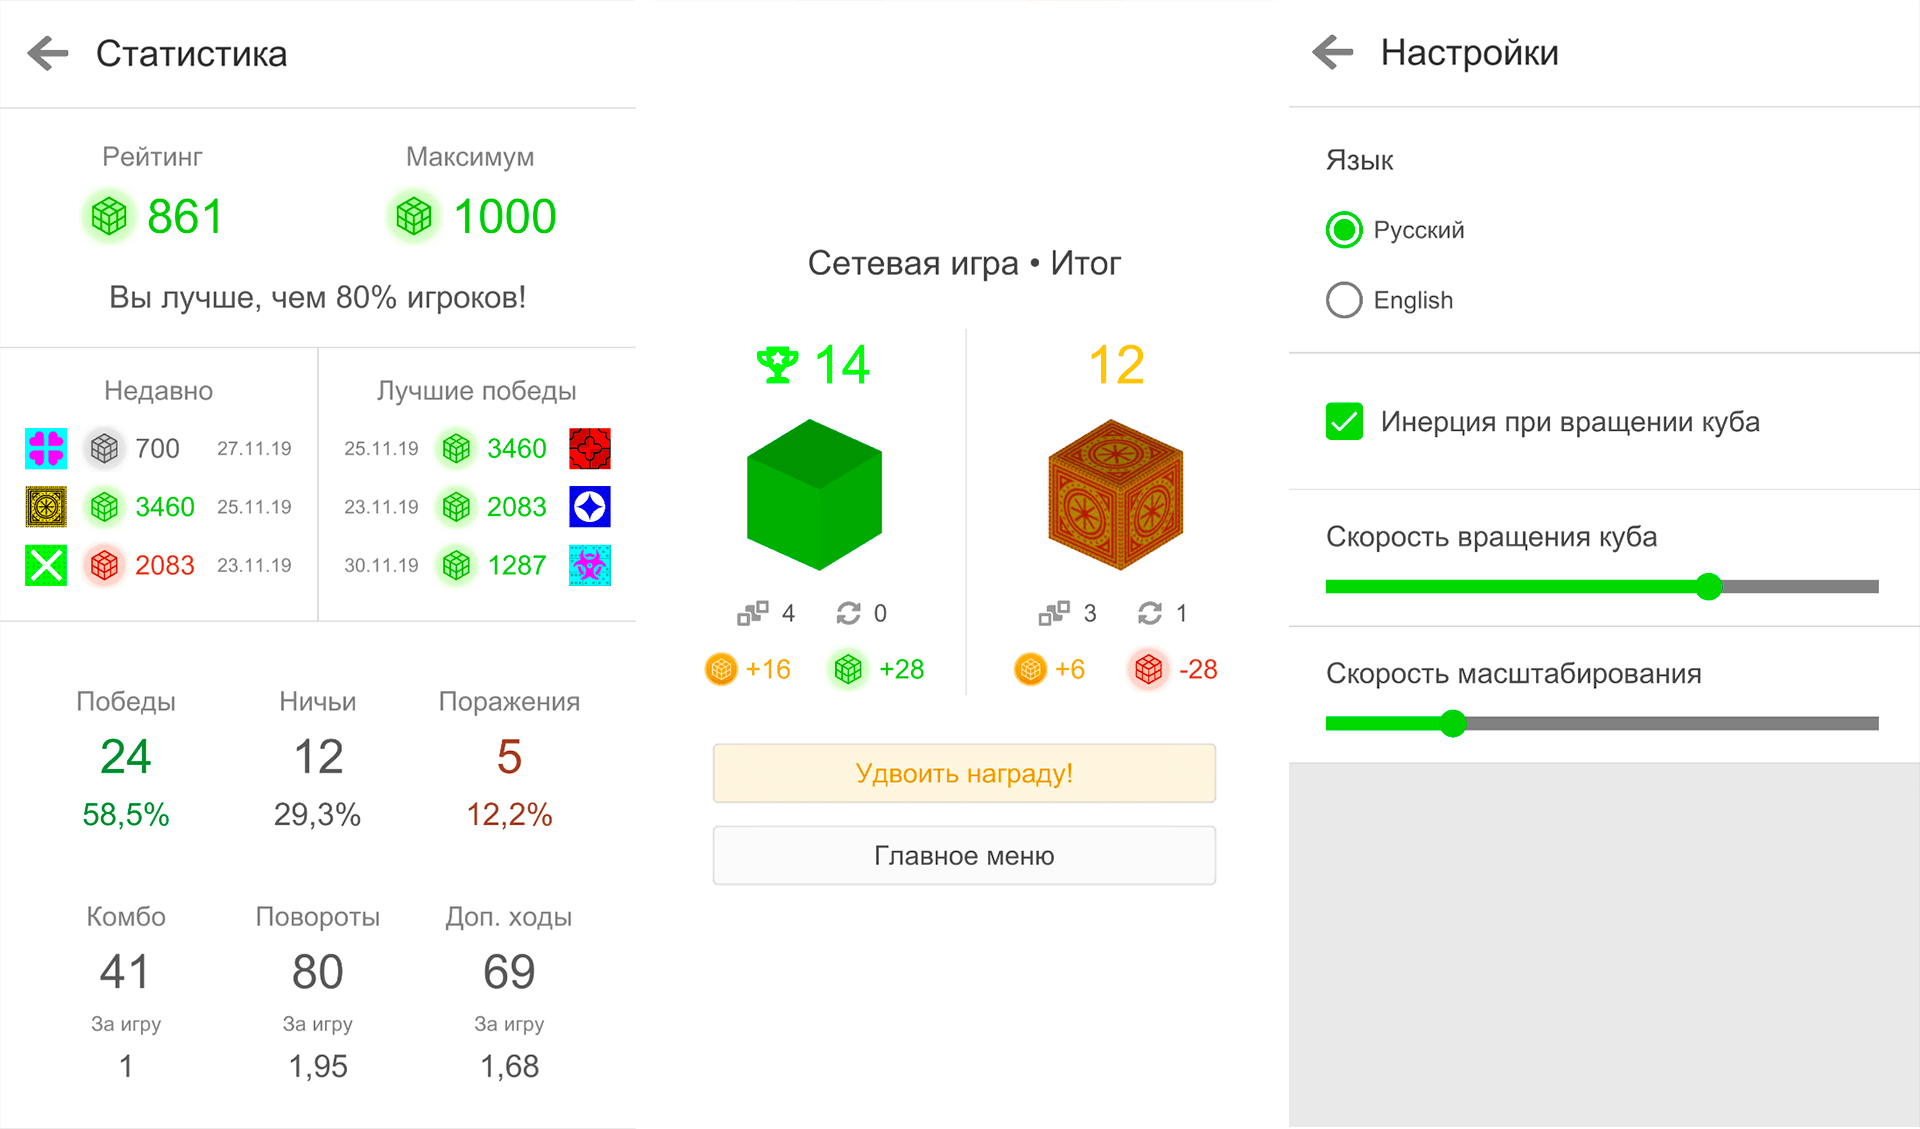 Статистика
Рейтинг Максимум
861 1000
Вы лучше, чем 80% игроков!
Недавно Лучшие победы
700 27.11.19 25.11.19 3460
3460 25.11.19 23.11.19 2083
2083 23.11.19 30.11.19 1287
Победы Ничьи Поражения
24 12 5
58,5% 29,3% 12,2%
Комбо Повороты Доп. ходы
41 80 69
За игру За игру За игру
1 1,95 1,68
Сетевая игра • Итог
14 12
4 0 3 1
+16 +28 +6 -28
Удвоить награду!
Главное меню
Настройки
Язык
Русский
English
Инерция при вращении куба
Скорость вращения куба
Скорость масштабирования